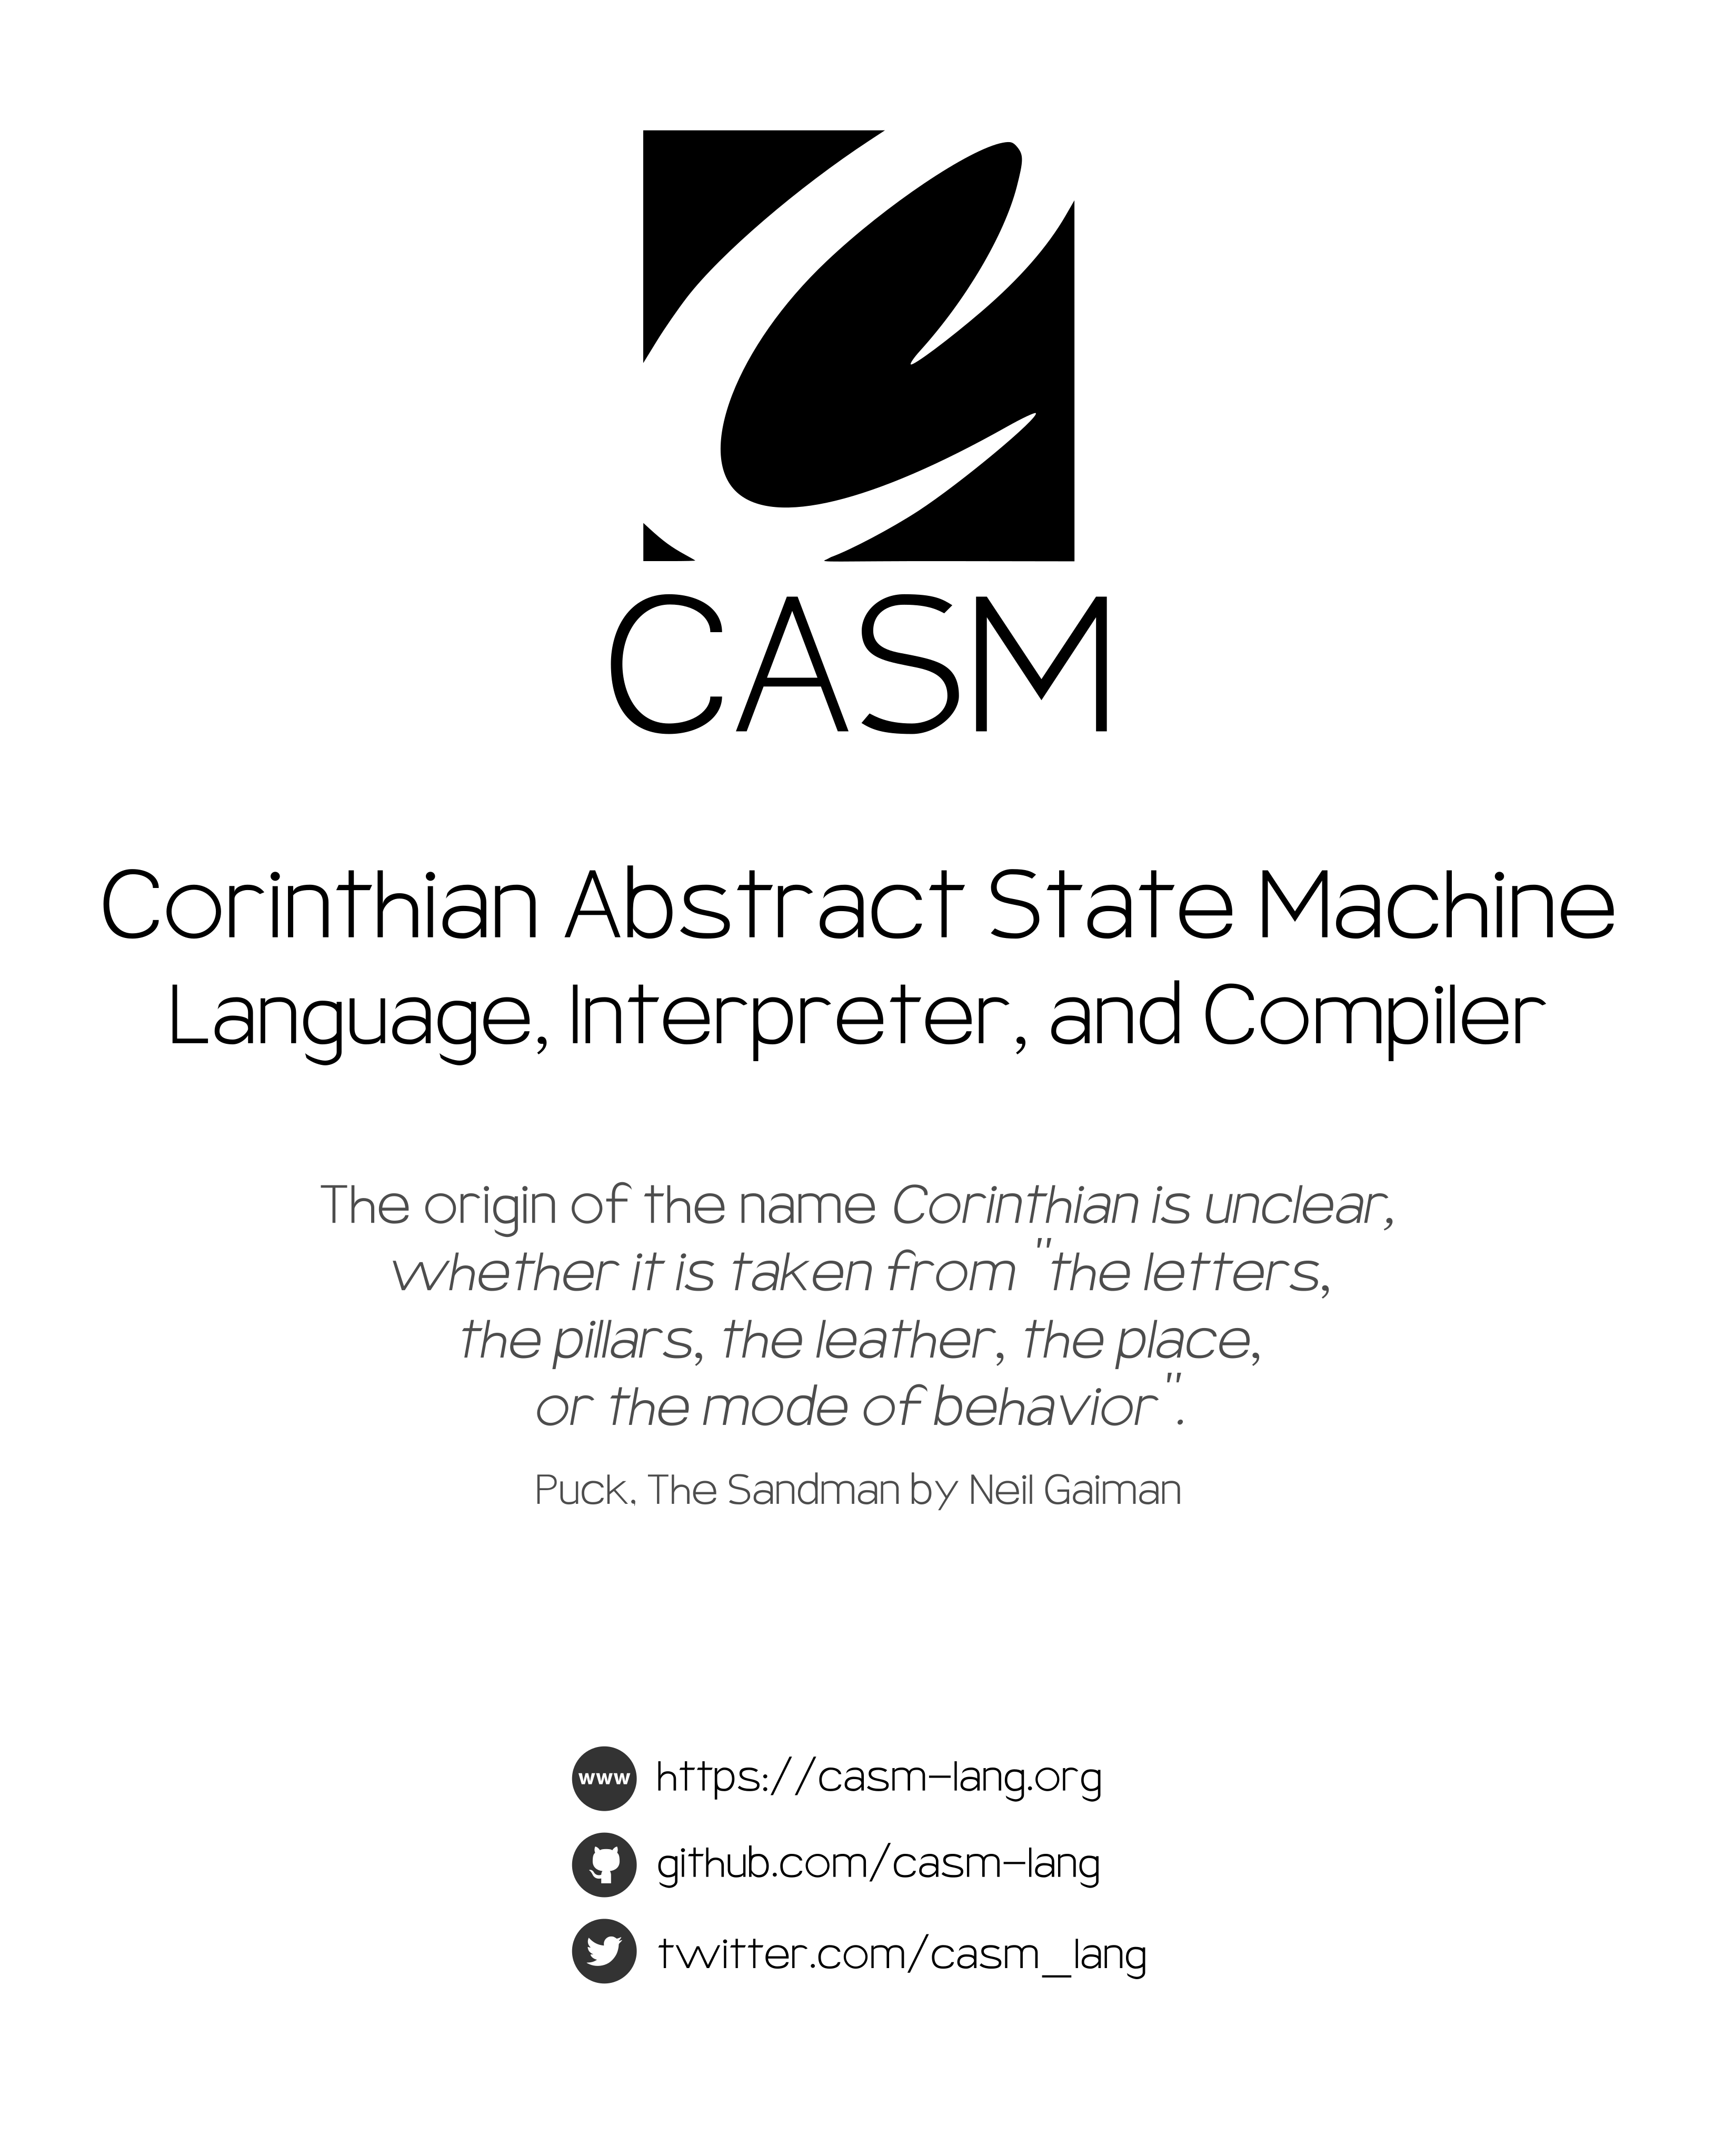 CASM
Corinthian Abstract State Machine
Language, Interpreter, and Compiler
The origin of the name Corinthian is unclear,
whether it is taken from "the letters,
the pillars, the leather, the place,
or the mode of behavior".
Puck, The Sandman by Neil Gaiman
www https://casm-lang.org
github.com/casm-lang
twitter.com/casm_lang